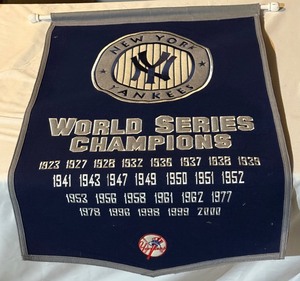 NEW YORK
NY
YANKEES
WORLD SERIES
CHAMPIONS
1923 1927 1928 1932 1936 1937 1938 1939
1941 1943 1947 1949 1950 1951 1952
1953 1956 1958 1961 1962 1977
1978 1996 1998 1999 2000
Yankees